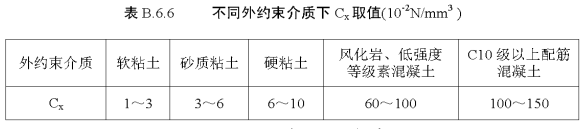 表 B.6.6 不同外约束介质下 Cx 取值(10-2N/mm3 )
外约束介质 软粘土 砂质粘土 硬粘土 风化岩、低强度等级素混凝土 C10 级以上配筋混凝土
Cx 1～3 3～6 6～10 60～100 100～150